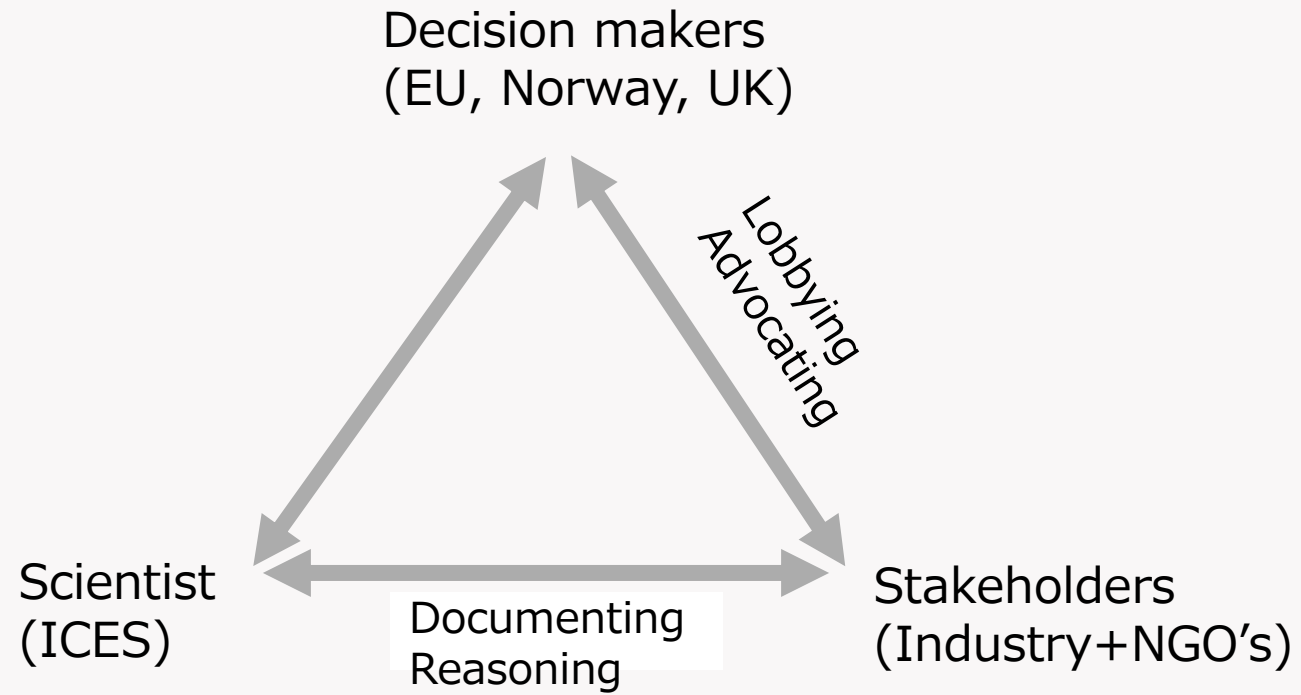 Decision makers
(EU, Norway, UK)
Lobbying
Advocating
Scientist
(ICES)
Documenting
Reasoning
Stakeholders
(Industry+NGO’s)